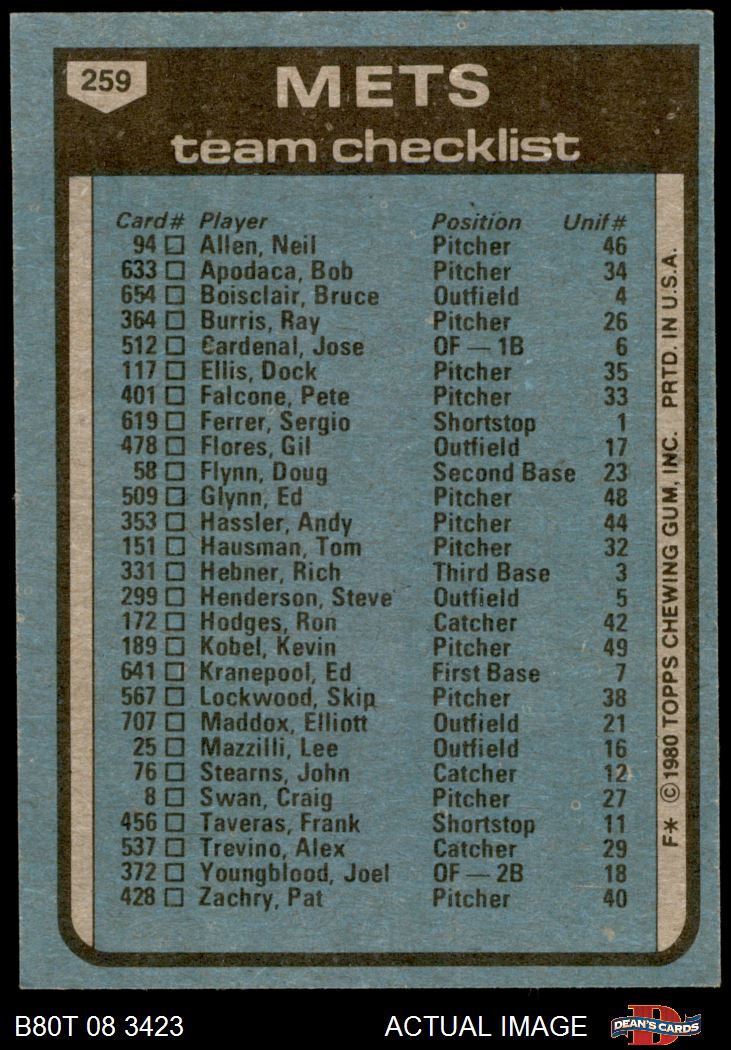 259
METS
team checklist
Card# Player Position Unif#
94 Allen, Neil Pitcher 46
633 Apodaca, Bob Pitcher 34
654 Boisclair, Bruce Outfield 4
364 Burris, Ray Pitcher 26
512 Cardenal, Jose OF — 1B 6
117 Ellis, Dock Pitcher 35
401 Falcone, Pete Pitcher 33
619 Ferrer, Sergio Shortstop 1
478 Flores, Gil Outfield 17
58 Flynn, Doug Second Base 23
509 Glynn, Ed Pitcher 48
353 Hassler, Andy Pitcher 44
151 Hausman, Tom Pitcher 32
331 Hebner, Rich Third Base 3
299 Henderson, Steve Outfield 5
172 Hodges, Ron Catcher 42
189 Kobel, Kevin Pitcher 49
641 Kranepool, Ed First Base 7
567 Lockwood, Skip Pitcher 38
707 Maddox, Elliott Outfield 21
25 Mazzilli, Lee Outfield 16
76 Stearns, John Catcher 12
8 Swan, Craig Pitcher 27
456 Taveras, Frank Shortstop 11
537 Trevino, Alex Catcher 29
372 Youngblood, Joel OF — 2B 18
428 Zachry, Pat Pitcher 40
F* ©1980 TOPPS CHEWING GUM, INC. PRTD. IN U.S.A.
B80T 08 3423 ACTUAL IMAGE
D
DEAN'S CARDS